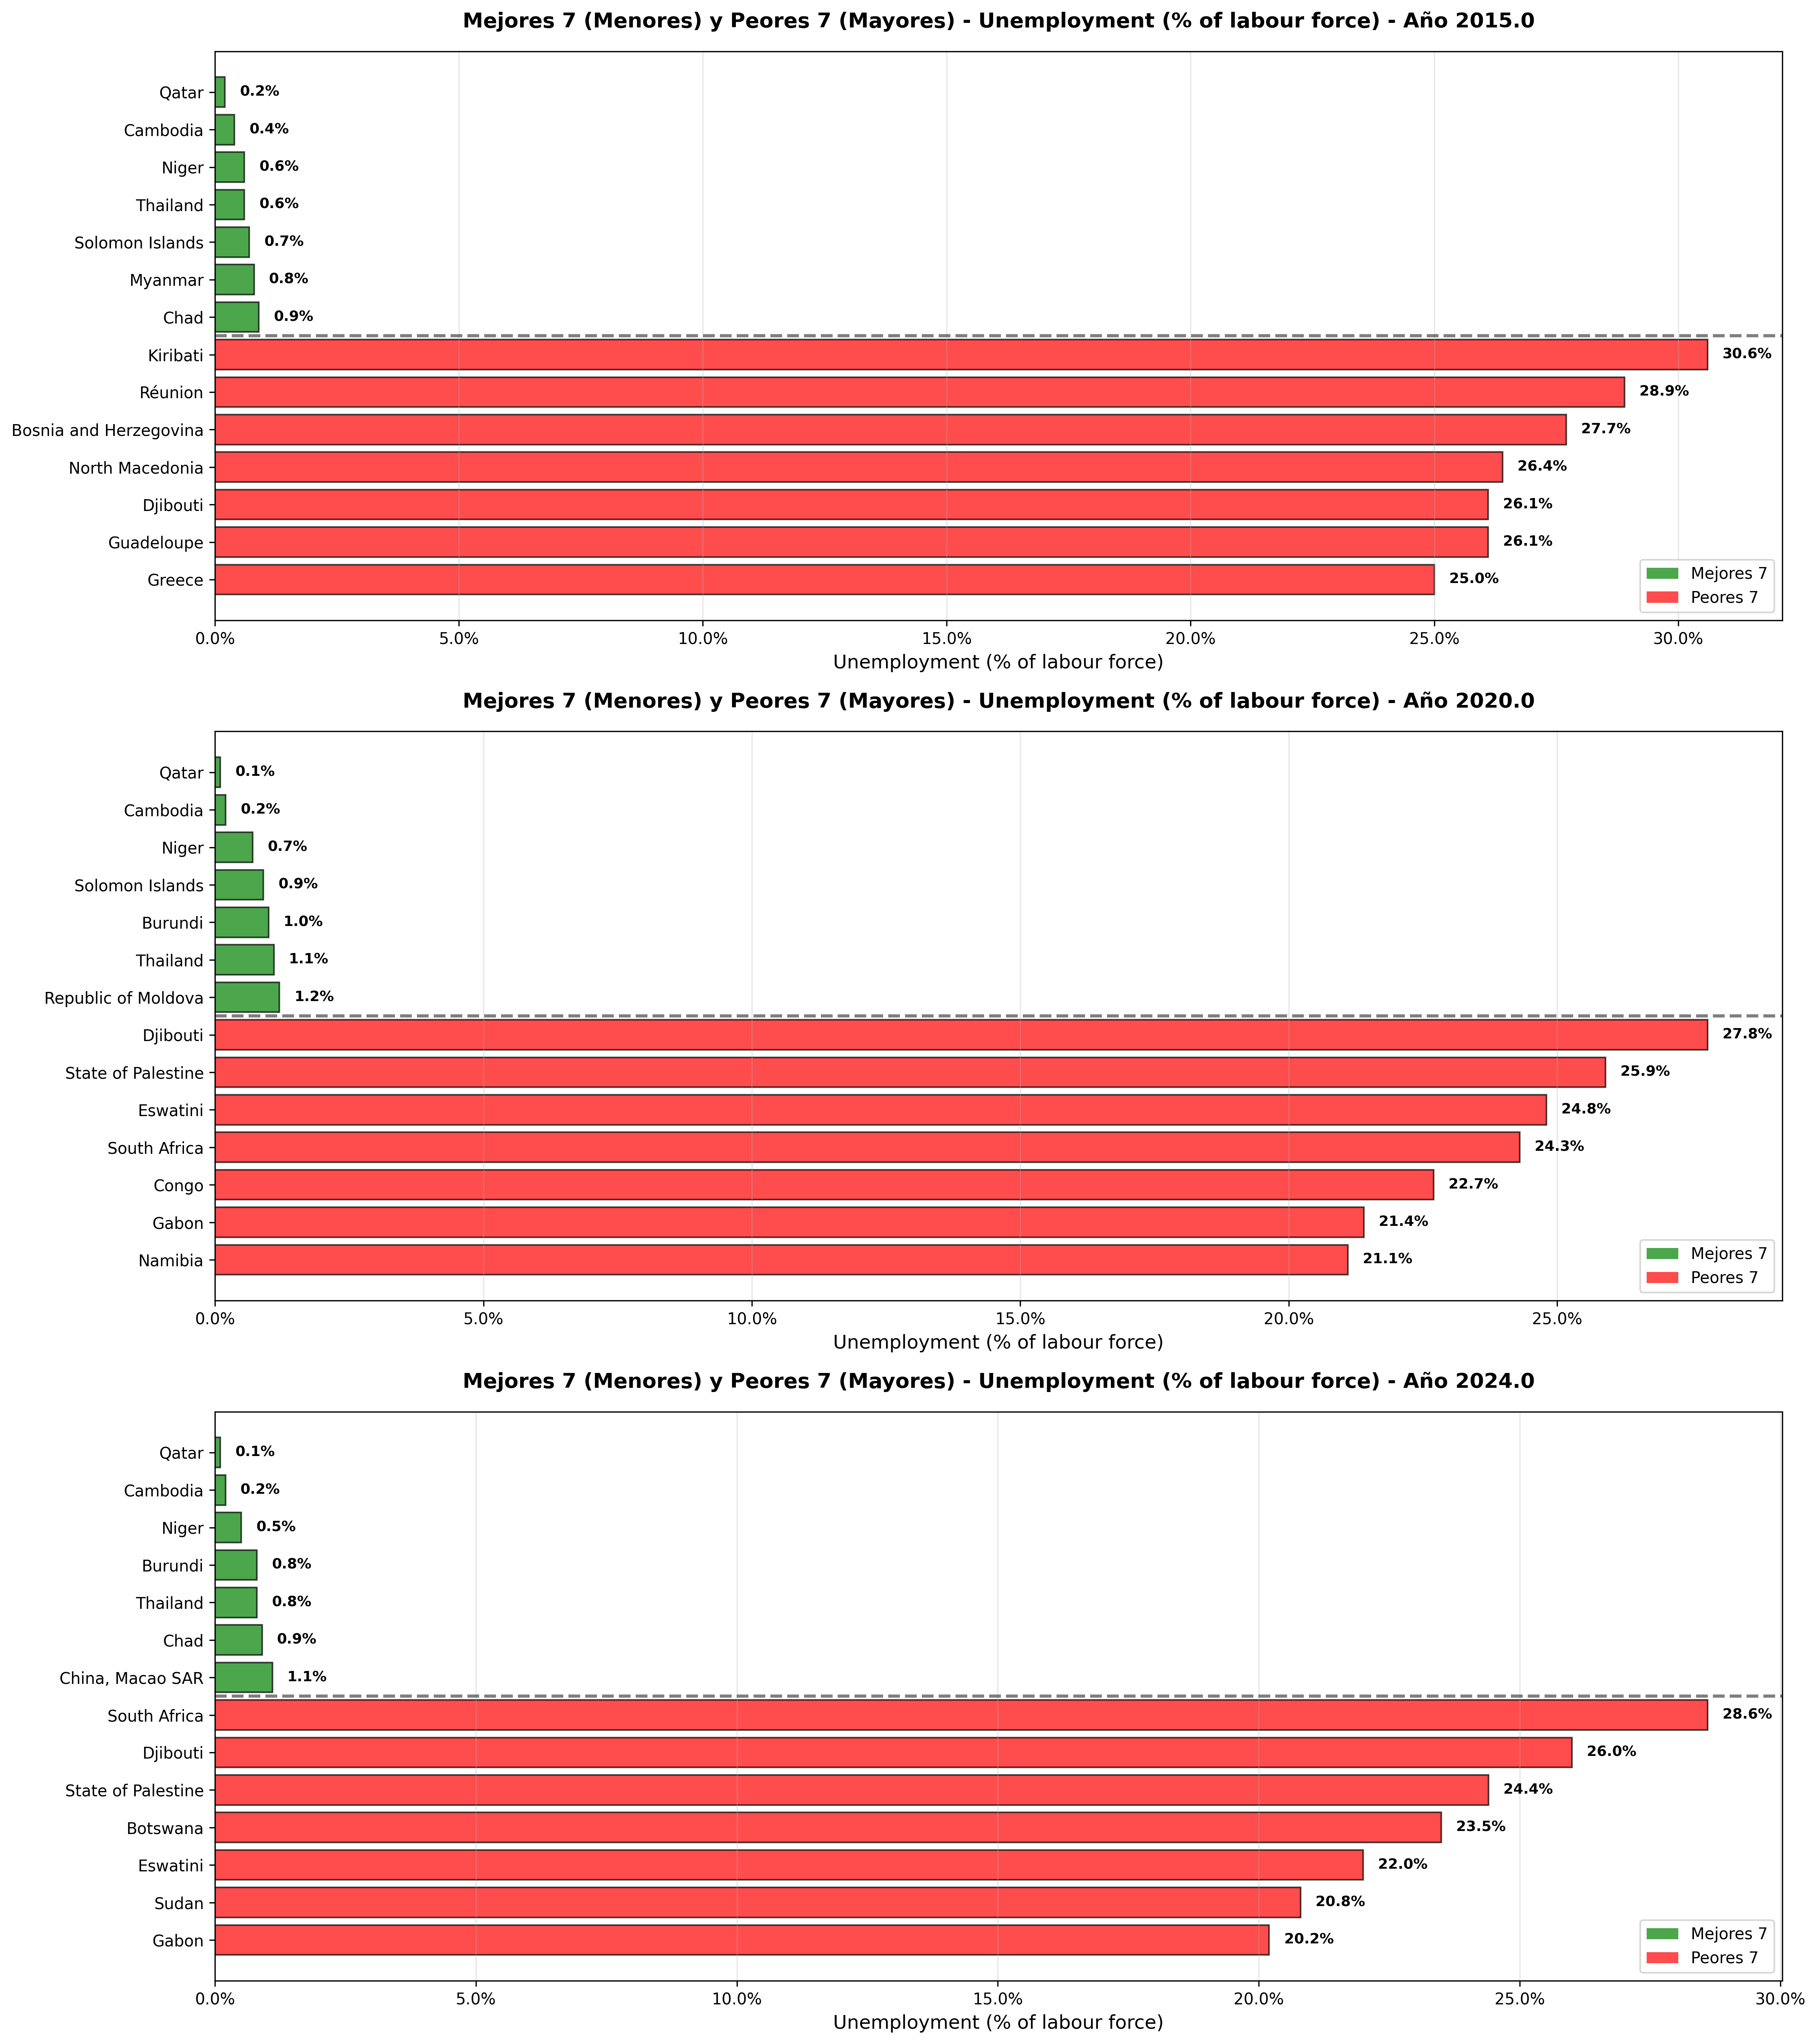 Mejores 7 (Menores) y Peores 7 (Mayores) - Unemployment (% of labour force) - Año 2015.0
Qatar 0.2%
Cambodia 0.4%
Niger 0.6%
Thailand 0.6%
Solomon Islands 0.7%
Myanmar 0.8%
Chad 0.9%
Kiribati 30.6%
Réunion 28.9%
Bosnia and Herzegovina 27.7%
North Macedonia 26.4%
Djibouti 26.1%
Guadeloupe 26.1%
Greece 25.0%
Mejores 7
Peores 7
0.0% 5.0% 10.0% 15.0% 20.0% 25.0% 30.0%
Unemployment (% of labour force)
Mejores 7 (Menores) y Peores 7 (Mayores) - Unemployment (% of labour force) - Año 2020.0
Qatar 0.1%
Cambodia 0.2%
Niger 0.7%
Solomon Islands 0.9%
Burundi 1.0%
Thailand 1.1%
Republic of Moldova 1.2%
Djibouti 27.8%
State of Palestine 25.9%
Eswatini 24.8%
South Africa 24.3%
Congo 22.7%
Gabon 21.4%
Namibia 21.1%
Mejores 7
Peores 7
0.0% 5.0% 10.0% 15.0% 20.0% 25.0%
Unemployment (% of labour force)
Mejores 7 (Menores) y Peores 7 (Mayores) - Unemployment (% of labour force) - Año 2024.0
Qatar 0.1%
Cambodia 0.2%
Niger 0.5%
Burundi 0.8%
Thailand 0.8%
Chad 0.9%
China, Macao SAR 1.1%
South Africa 28.6%
Djibouti 26.0%
State of Palestine 24.4%
Botswana 23.5%
Eswatini 22.0%
Sudan 20.8%
Gabon 20.2%
Mejores 7
Peores 7
0.0% 5.0% 10.0% 15.0% 20.0% 25.0% 30.0%
Unemployment (% of labour force)